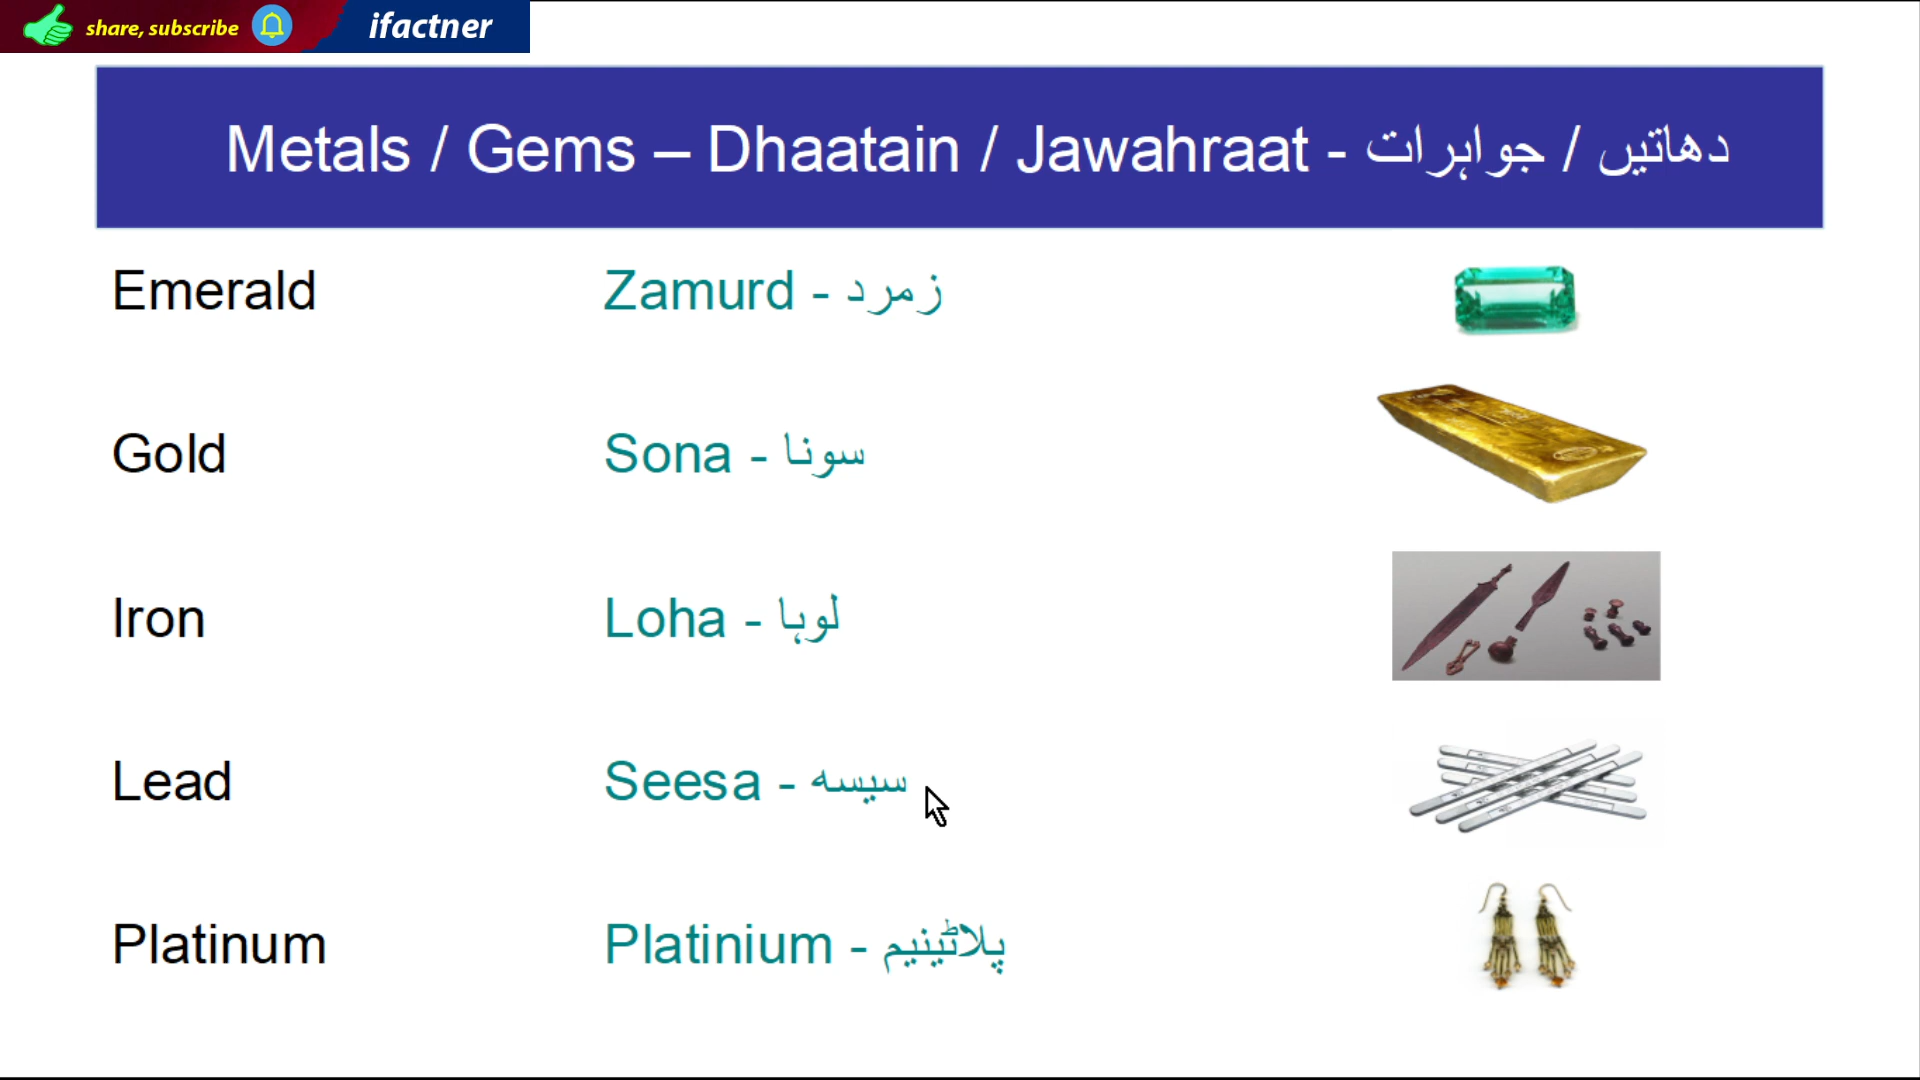 share, subscribe
ifactner
Metals / Gems – Dhaatain / Jawahraat - دھاتیں / جواہرات
Emerald
Zamurd - زمرد
Gold
Sona - سونا
Iron
Loha - لوہا
Lead
Seesa - سیسہ
Platinum
Platinium - پلاٹینیم